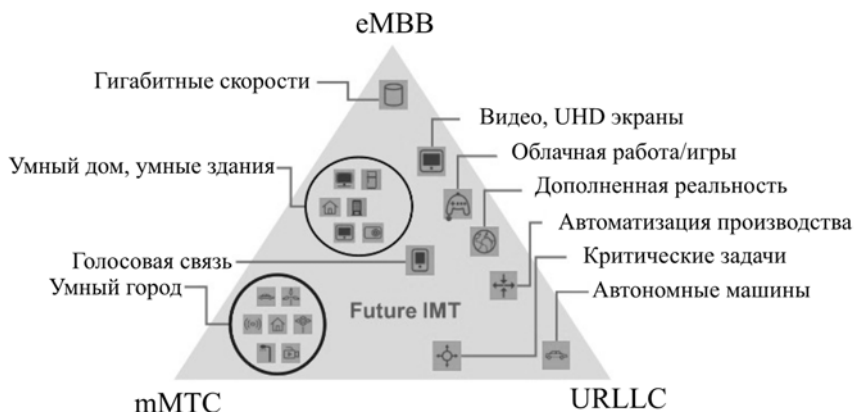 eMBB
Гигабитные скорости
Видео, UHD экраны
Облачная работа/игры
Умный дом, умные здания
Дополненная реальность
Автоматизация производства
Голосовая связь
Критические задачи
Умный город
Автономные машины
Future IMT
mMTC
URLLC